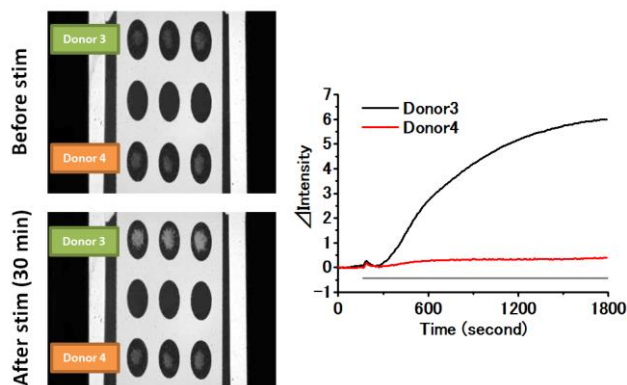 Before stim
Donor 3
Donor 4
After stim (30 min)
Donor 3
Donor 4
⊿Intensity
7
6
5
4
3
2
1
0
−1
Donor3
Donor4
0
600
1200
1800
Time (second)